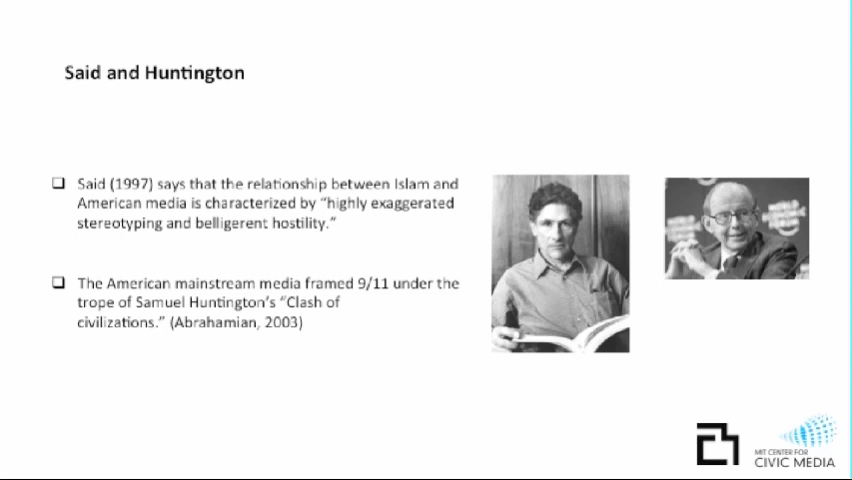 Said and Huntington
Said (1997) says that the relationship between Islam and
American media is characterized by “highly exaggerated
stereotyping and belligerent hostility.”
The American mainstream media framed 9/11 under the
trope of Samuel Huntington’s “Clash of
civilizations.” (Abrahamian, 2003)
MIT CENTER FOR
CIVIC MEDIA